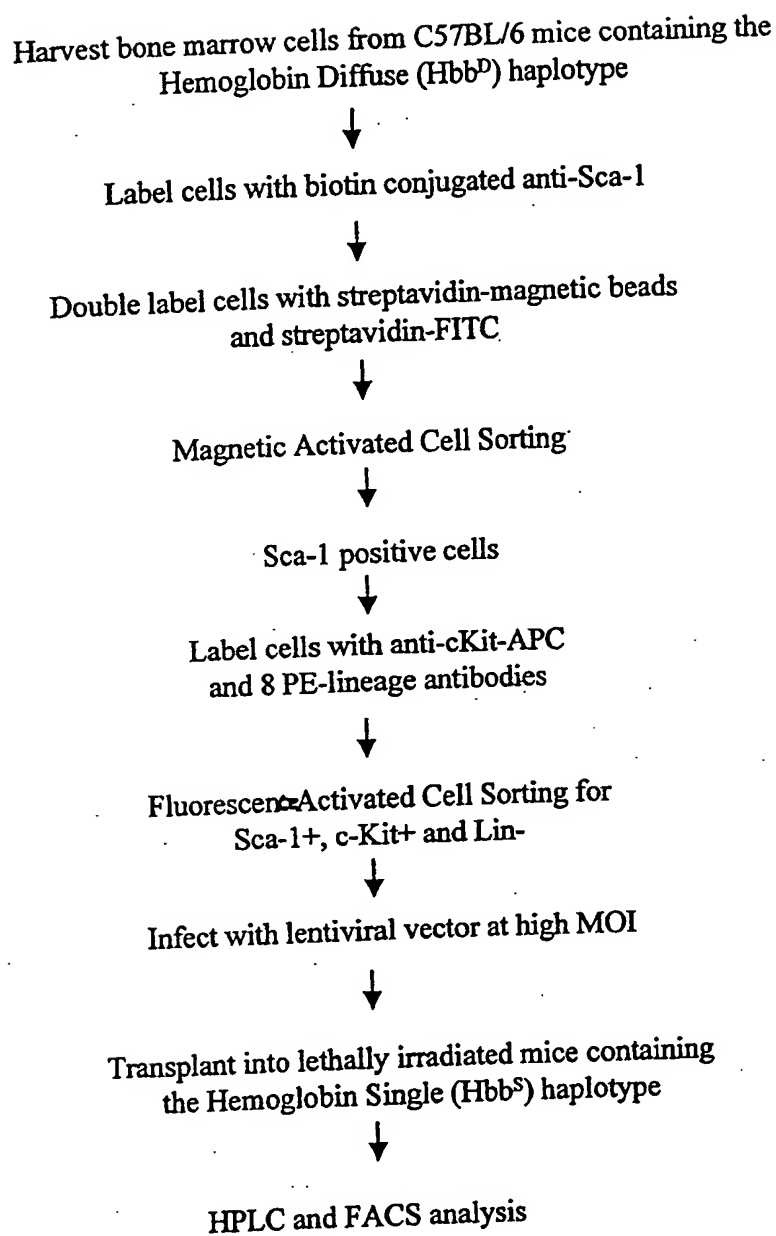 Harvest bone marrow cells from C57BL/6 mice containing the
Hemoglobin Diffuse (Hbbᴰ) haplotype
Label cells with biotin conjugated anti-Sca-1
Double label cells with streptavidin-magnetic beads
and streptavidin-FITC
Magnetic Activated Cell Sorting
Sca-1 positive cells
Label cells with anti-cKit-APC
and 8 PE-lineage antibodies
Activated Cell Sorting for
Sca-1+, c-Kit+ and Lin-
Infect with lentiviral vector at high MOI
Transplant into lethally irradiated mice containing
the Hemoglobin Single (Hbbˢ) haplotype
HPLC and FACS analysis